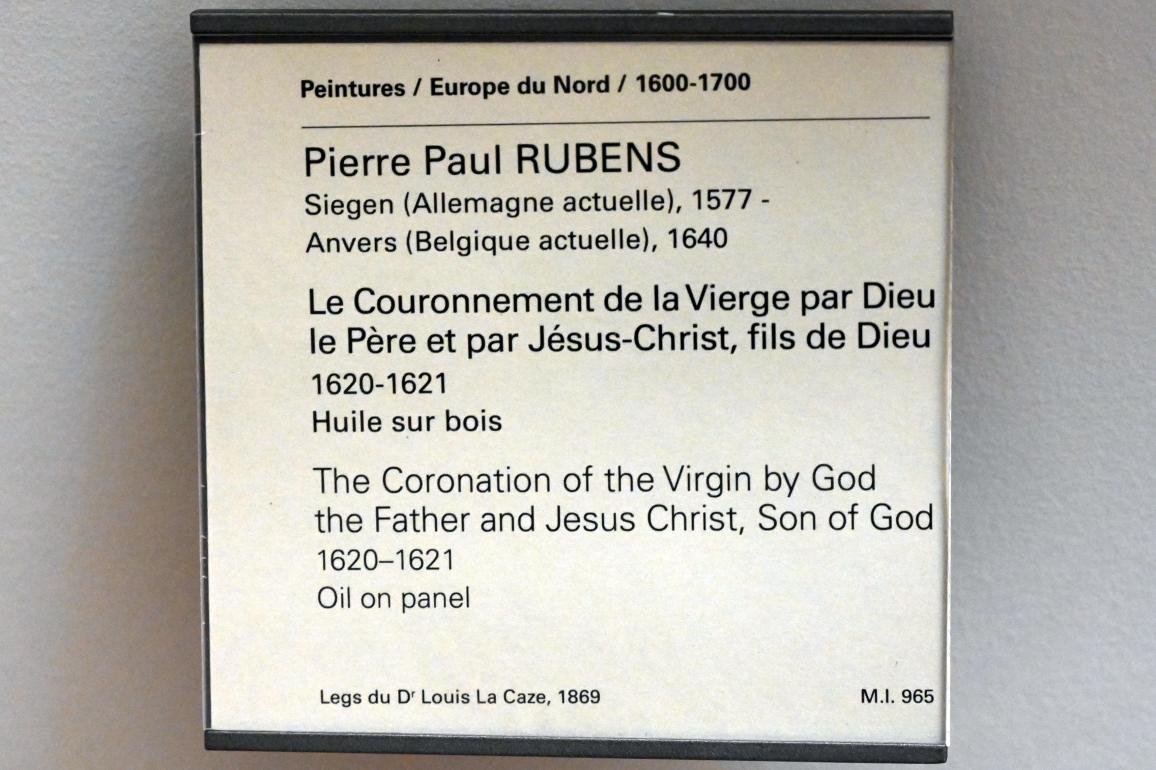 Peintures / Europe du Nord / 1600-1700
Pierre Paul RUBENS
Siegen (Allemagne actuelle), 1577 -
Anvers (Belgique actuelle), 1640
Le Couronnement de la Vierge par Dieu
le Père et par Jésus-Christ, fils de Dieu
1620-1621
Huile sur bois
The Coronation of the Virgin by God
the Father and Jesus Christ, Son of God
1620–1621
Oil on panel
Legs du Dʳ Louis La Caze, 1869 M.I. 965